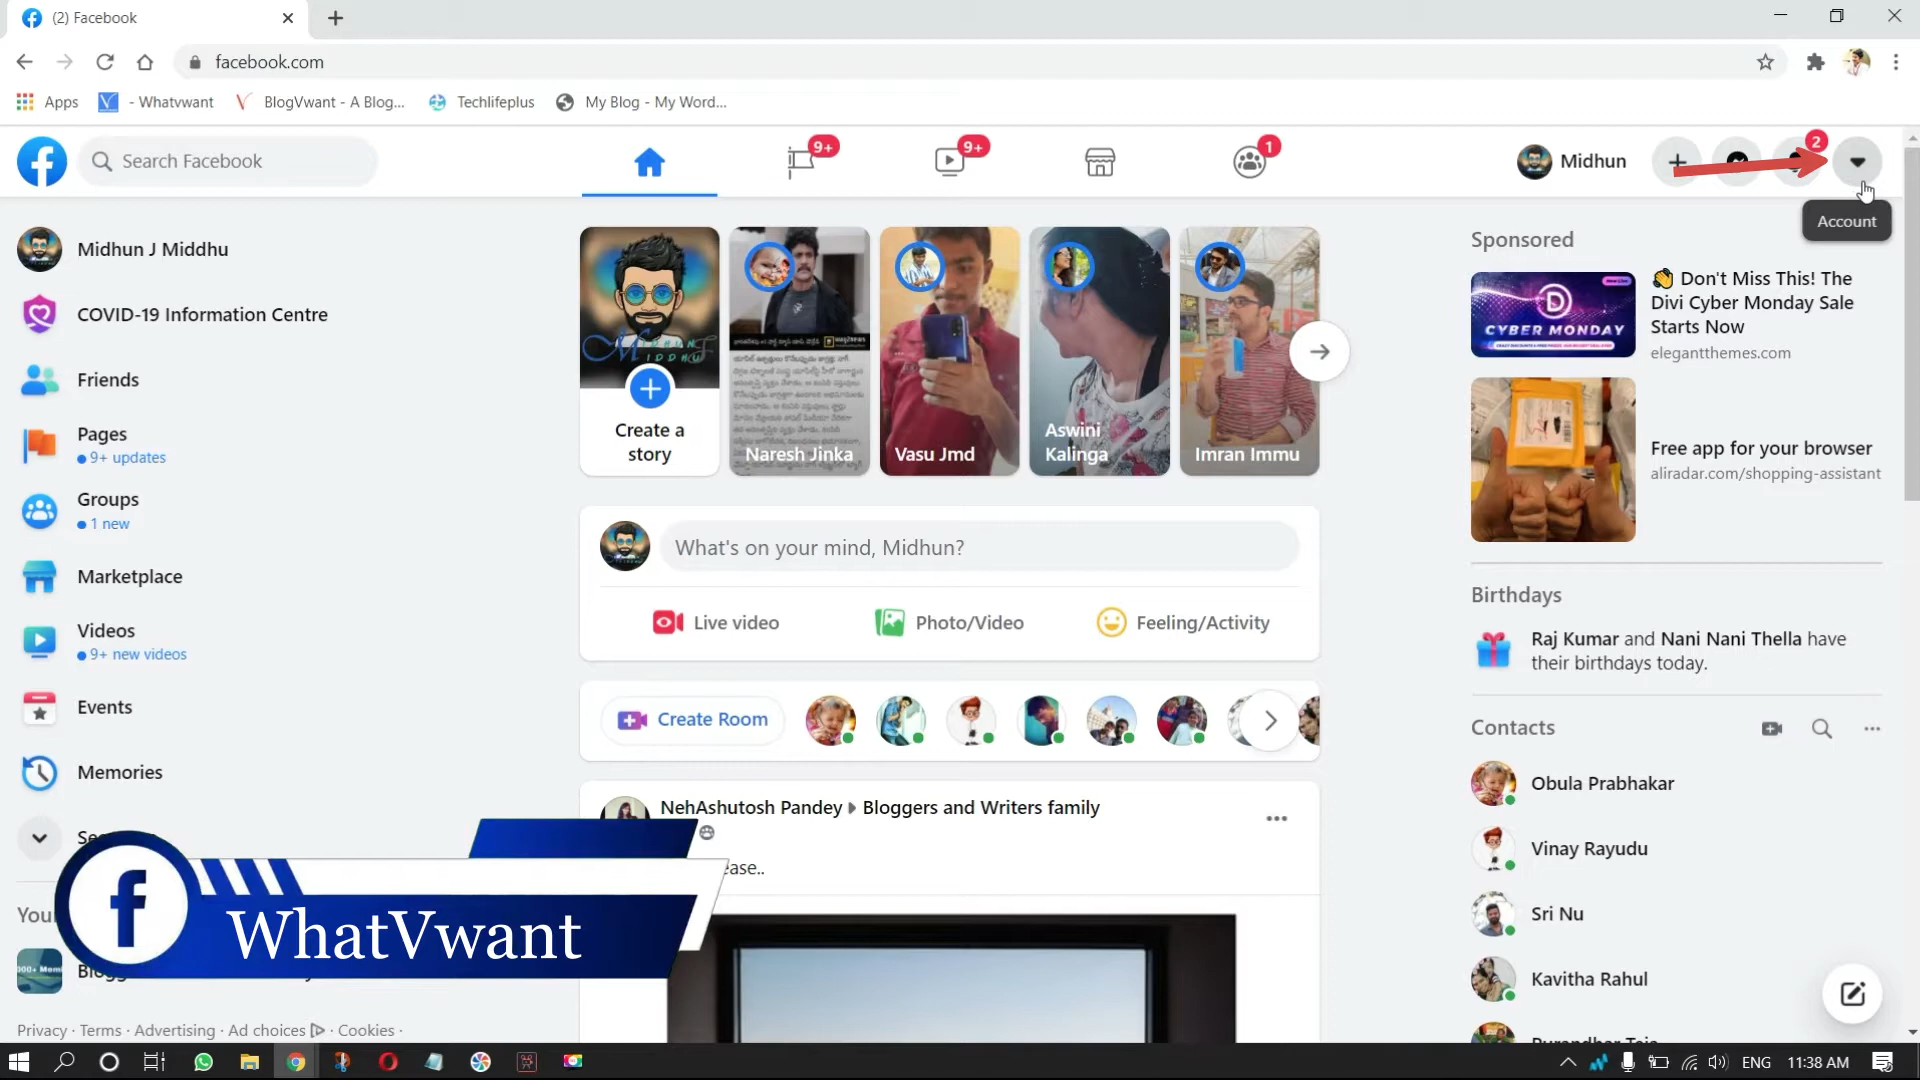 (2) Facebook
facebook.com
Apps
- Whatvwant
BlogVwant - A Blog...
Techlifeplus
My Blog - My Word...
Search Facebook
9+
9+
1
Midhun
2
Account
Midhun J Middhu
COVID-19 Information Centre
Friends
Pages
9+ updates
Groups
1 new
Marketplace
Videos
9+ new videos
Events
Memories
Create a
story
Naresh Jinka
Vasu Jmd
Aswini
Kalinga
Imran Immu
What's on your mind, Midhun?
Live video
Photo/Video
Feeling/Activity
Create Room
NehAshutosh Pandey
Bloggers and Writers family
ease..
Sponsored
CYBER MONDAY
👏 Don't Miss This! The
Divi Cyber Monday Sale
Starts Now
elegantthemes.com
Free app for your browser
aliradar.com/shopping-assistant
Birthdays
Raj Kumar and Nani Nani Thella have
their birthdays today.
Contacts
Obula Prabhakar
Vinay Rayudu
Sri Nu
Kavitha Rahul
WhatVwant
Privacy · Terms · Advertising · Ad choices · Cookies ·
ENG
11:38 AM